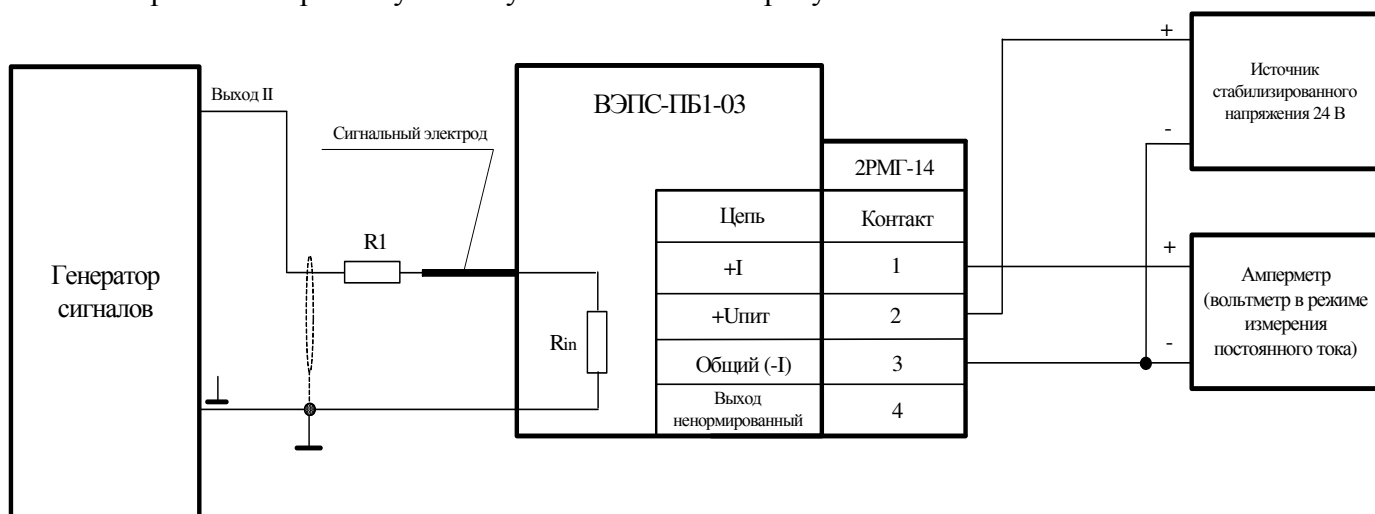 Выход II
Сигнальный электрод
ВЭПС-ПБ1-03
2РМГ-14
Цепь
Контакт
+I
1
+Uпит
2
Общий (-I)
3
Выход
ненормированный
4
R1
Rin
Генератор
сигналов
+
Источник
стабилизированного
напряжения 24 В
-
+
Амперметр
(вольтметр в режиме
измерения
постоянного тока)
-